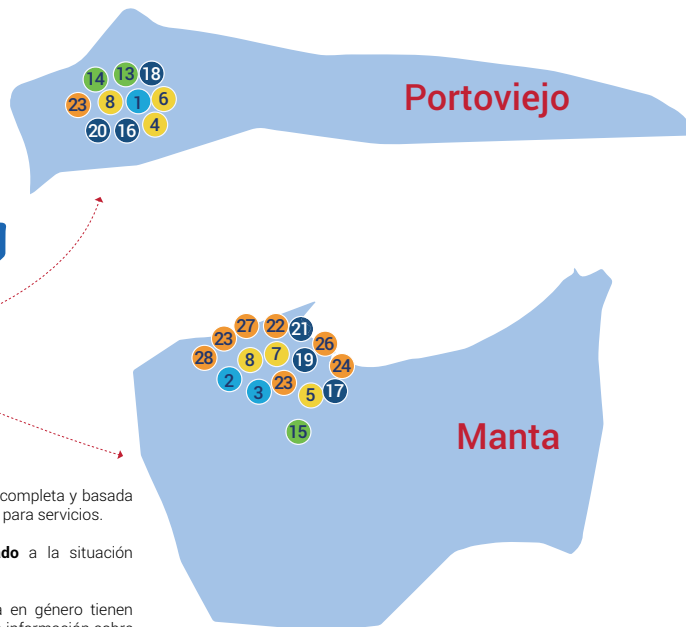 14 13 18
23 8 1 6
20 16 4
Portoviejo
27 22 21
23 26
28 8 7 19 24
2 3 23 5 17
15
Manta
completa y basada
para servicios.
do a la situación
a en género tienen
información sobre